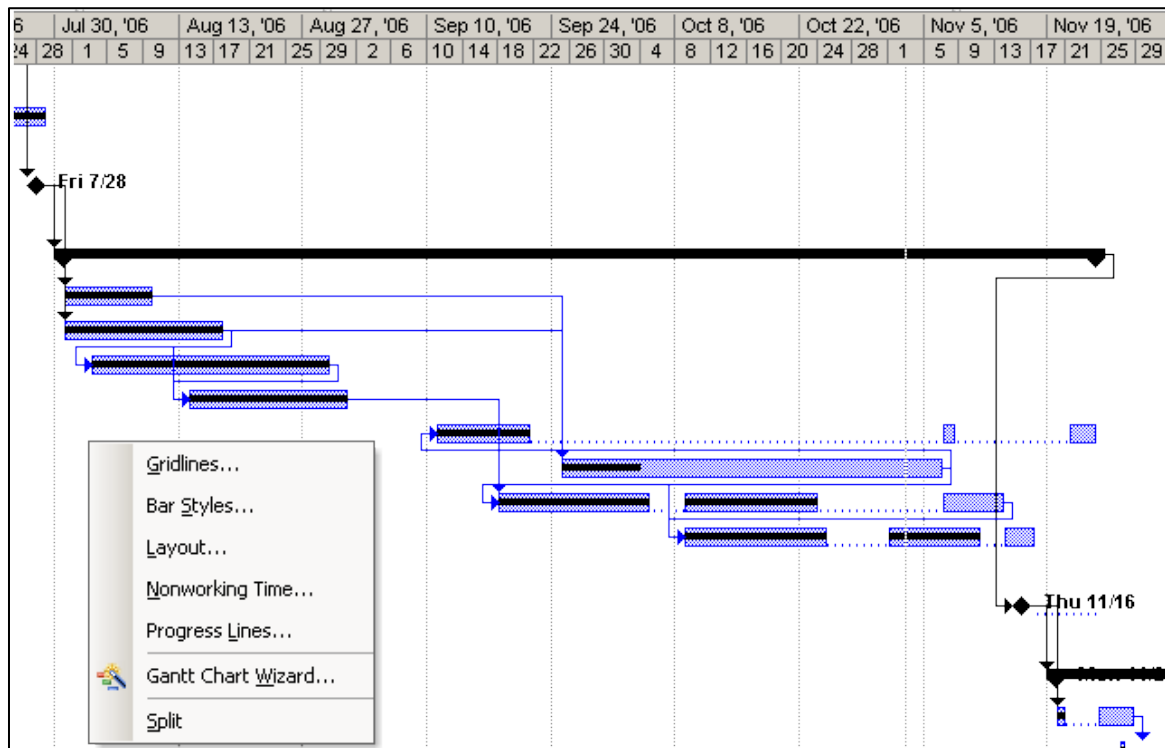 6 Jul 30, '06 Aug 13, '06 Aug 27, '06 Sep 10, '06 Sep 24, '06 Oct 8, '06 Oct 22, '06 Nov 5, '06 Nov 19, '06
24 28 1 5 9 13 17 21 25 29 2 6 10 14 18 22 26 30 4 8 12 16 20 24 28 1 5 9 13 17 21 25 29
Fri 7/28
Gridlines...
Bar Styles...
Layout...
Nonworking Time...
Progress Lines...
Gantt Chart Wizard...
Split
Thu 11/16